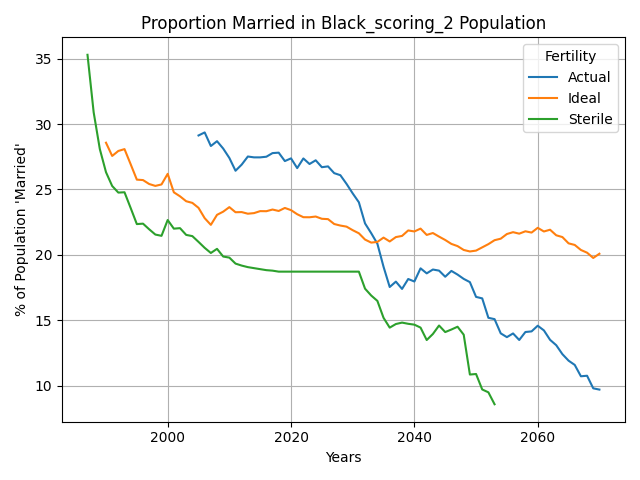 Proportion Married in Black_scoring_2 Population
% of Population 'Married'
35
30
25
20
15
10
Fertility
Actual
Ideal
Sterile
2000 2020 2040 2060
Years